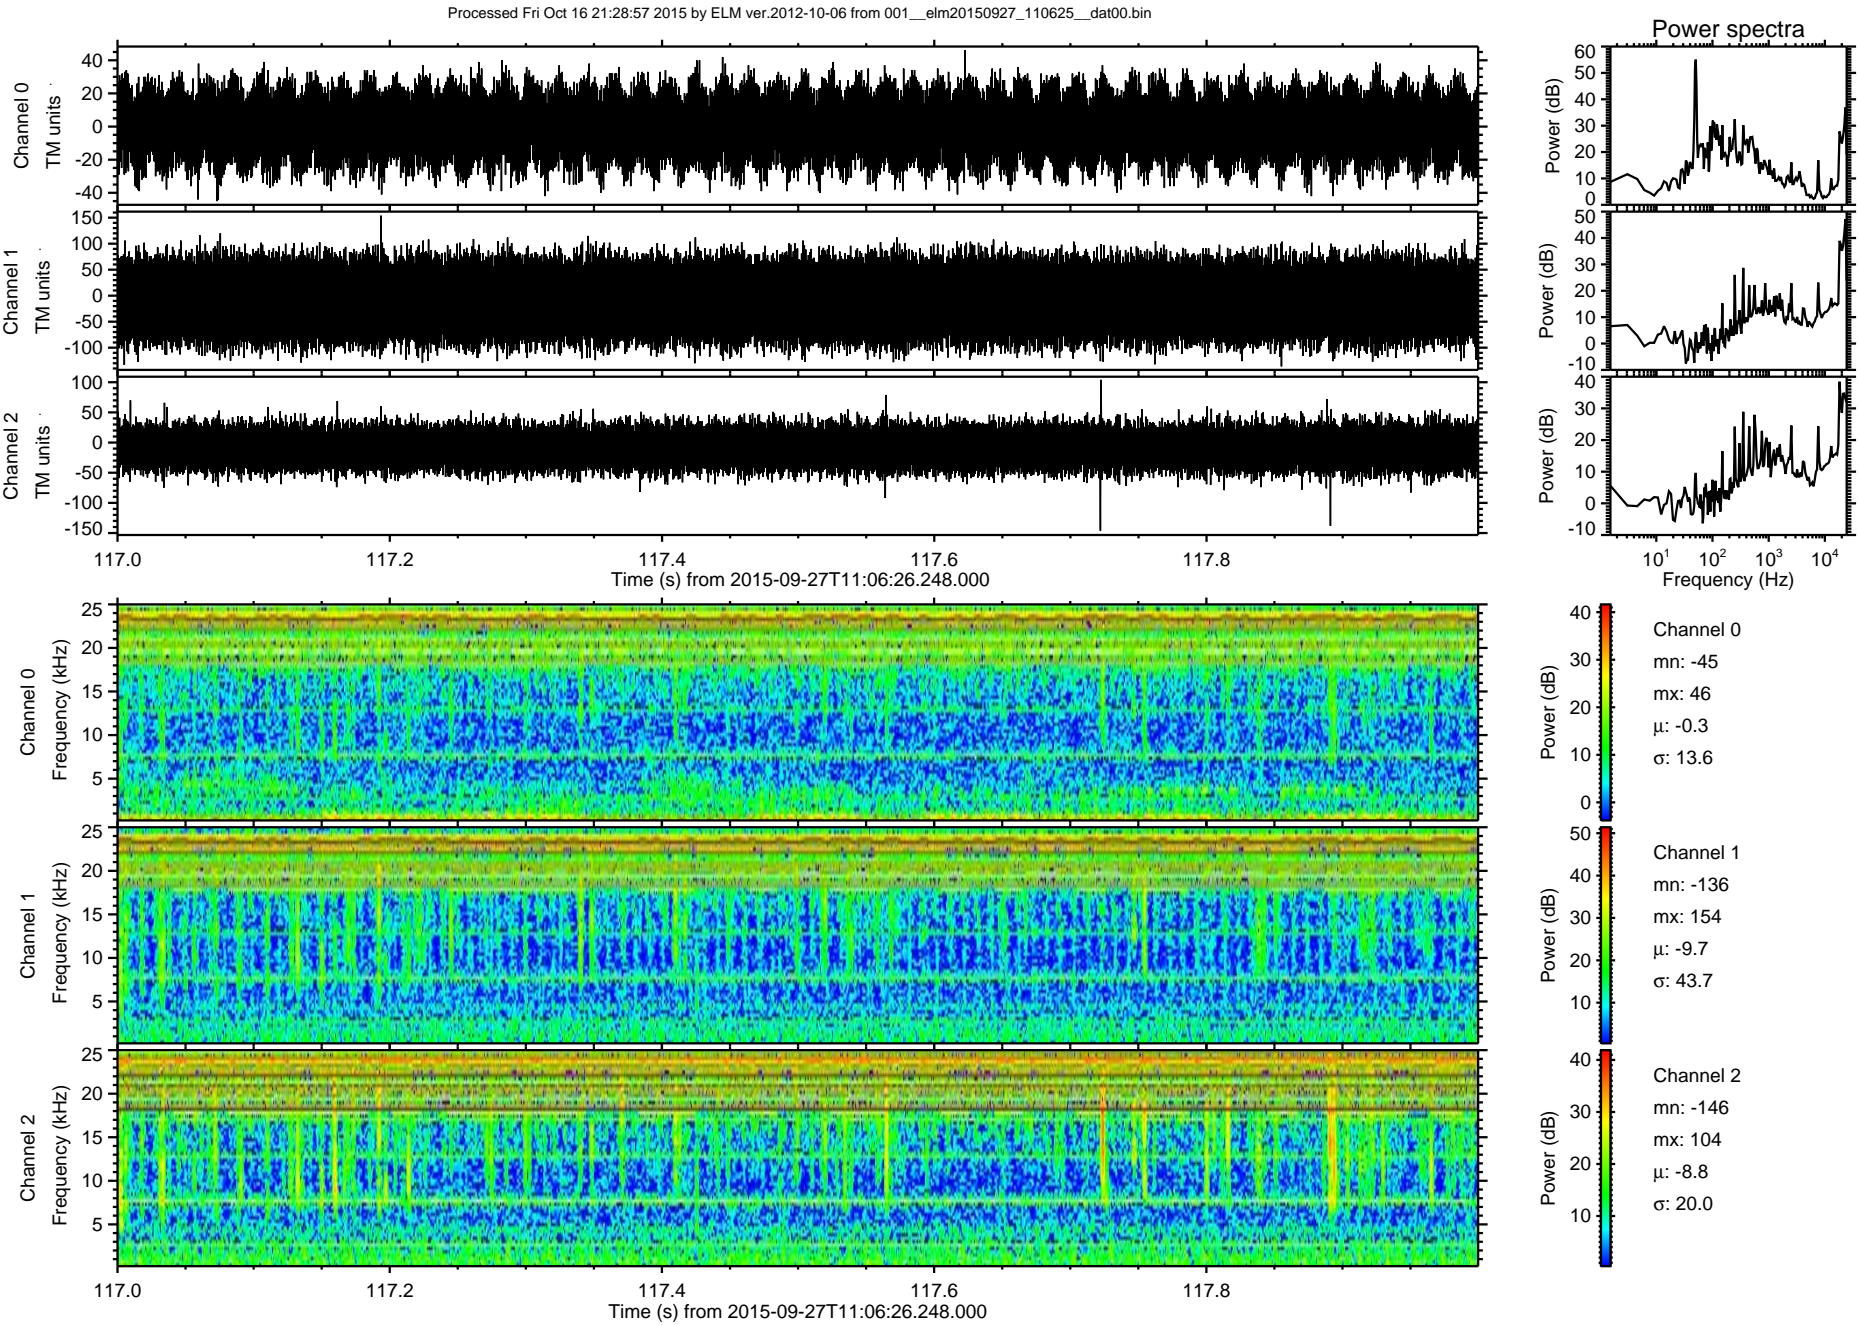 Processed Fri Oct 16 21:28:57 2015 by ELM ver.2012-10-06 from 001__elm20150927_110625__dat00.bin
Power spectra
Channel 0
TM units
40
20
0
-20
-40
Power (dB)
60
50
40
30
20
10
0
Channel 1
TM units
150
100
50
0
-50
-100
Power (dB)
50
40
30
20
10
0
-10
Channel 2
TM units
100
50
0
-50
-100
-150
Power (dB)
40
30
20
10
0
-10
117.0 117.2 117.4 117.6 117.8
Time (s) from 2015-09-27T11:06:26.248.000
10¹ 10² 10³ 10⁴
Frequency (Hz)
Channel 0
Frequency (kHz)
25
20
15
10
5
Power (dB)
40
30
20
10
0
Channel 0
mn: -45
mx: 46
μ: -0.3
σ: 13.6
Channel 1
Frequency (kHz)
25
20
15
10
5
Power (dB)
50
40
30
20
10
Channel 1
mn: -136
mx: 154
μ: -9.7
σ: 43.7
Channel 2
Frequency (kHz)
25
20
15
10
5
Power (dB)
40
30
20
10
Channel 2
mn: -146
mx: 104
μ: -8.8
σ: 20.0
117.0 117.2 117.4 117.6 117.8
Time (s) from 2015-09-27T11:06:26.248.000